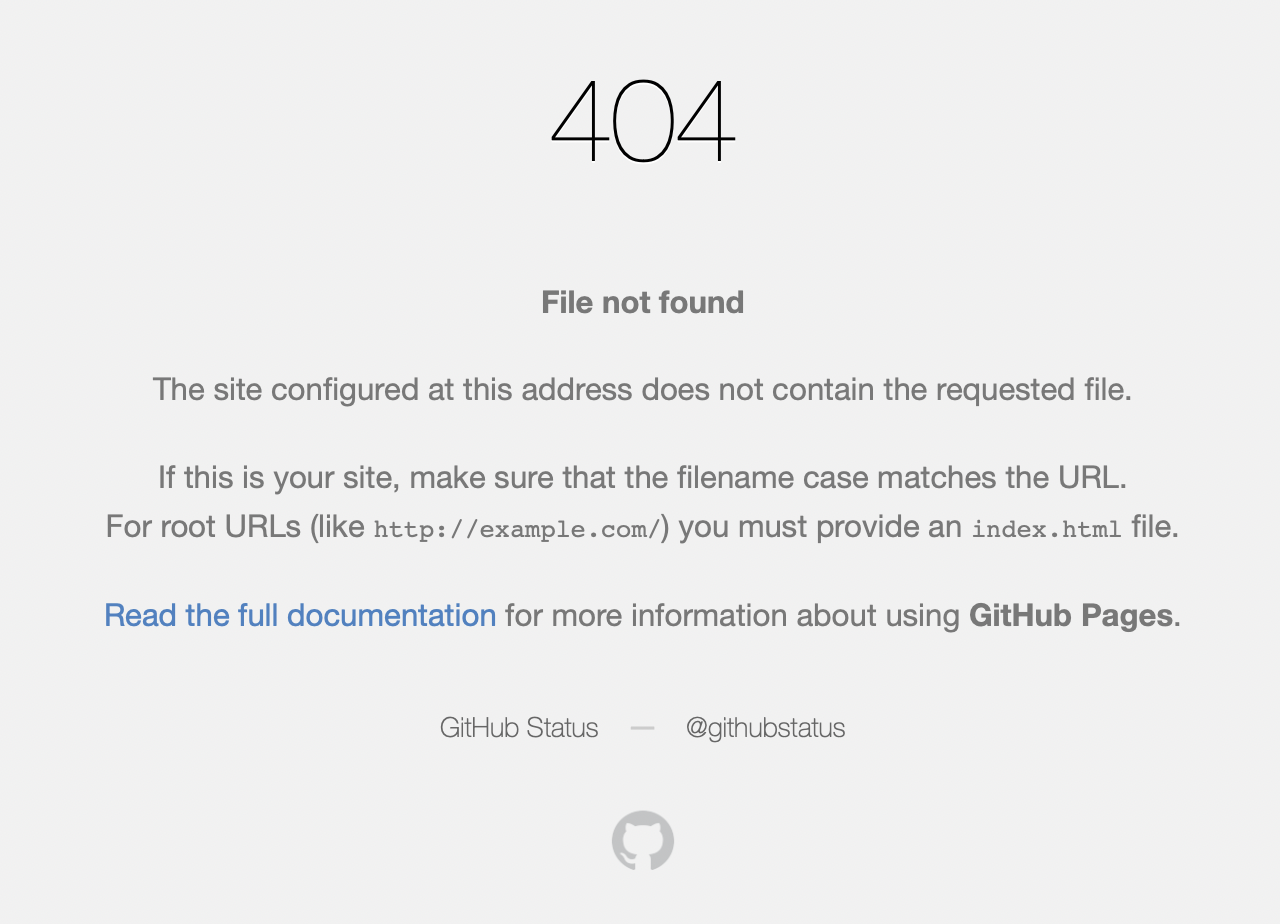 404
File not found
The site configured at this address does not contain the requested file.
If this is your site, make sure that the filename case matches the URL.
For root URLs (like http://example.com/) you must provide an index.html file.
Read the full documentation for more information about using GitHub Pages.
GitHub Status — @githubstatus